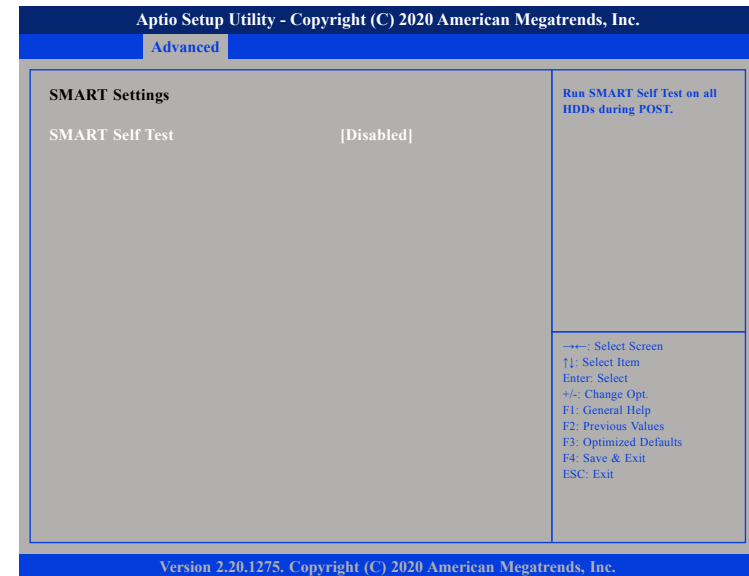 Aptio Setup Utility - Copyright (C) 2020 American Megatrends, Inc.
Advanced
SMART Settings
SMART Self Test [Disabled]
Run SMART Self Test on all
HDDs during POST.
→←: Select Screen
↑↓: Select Item
Enter: Select
+/-: Change Opt.
F1: General Help
F2: Previous Values
F3: Optimized Defaults
F4: Save & Exit
ESC: Exit
Version 2.20.1275. Copyright (C) 2020 American Megatrends, Inc.